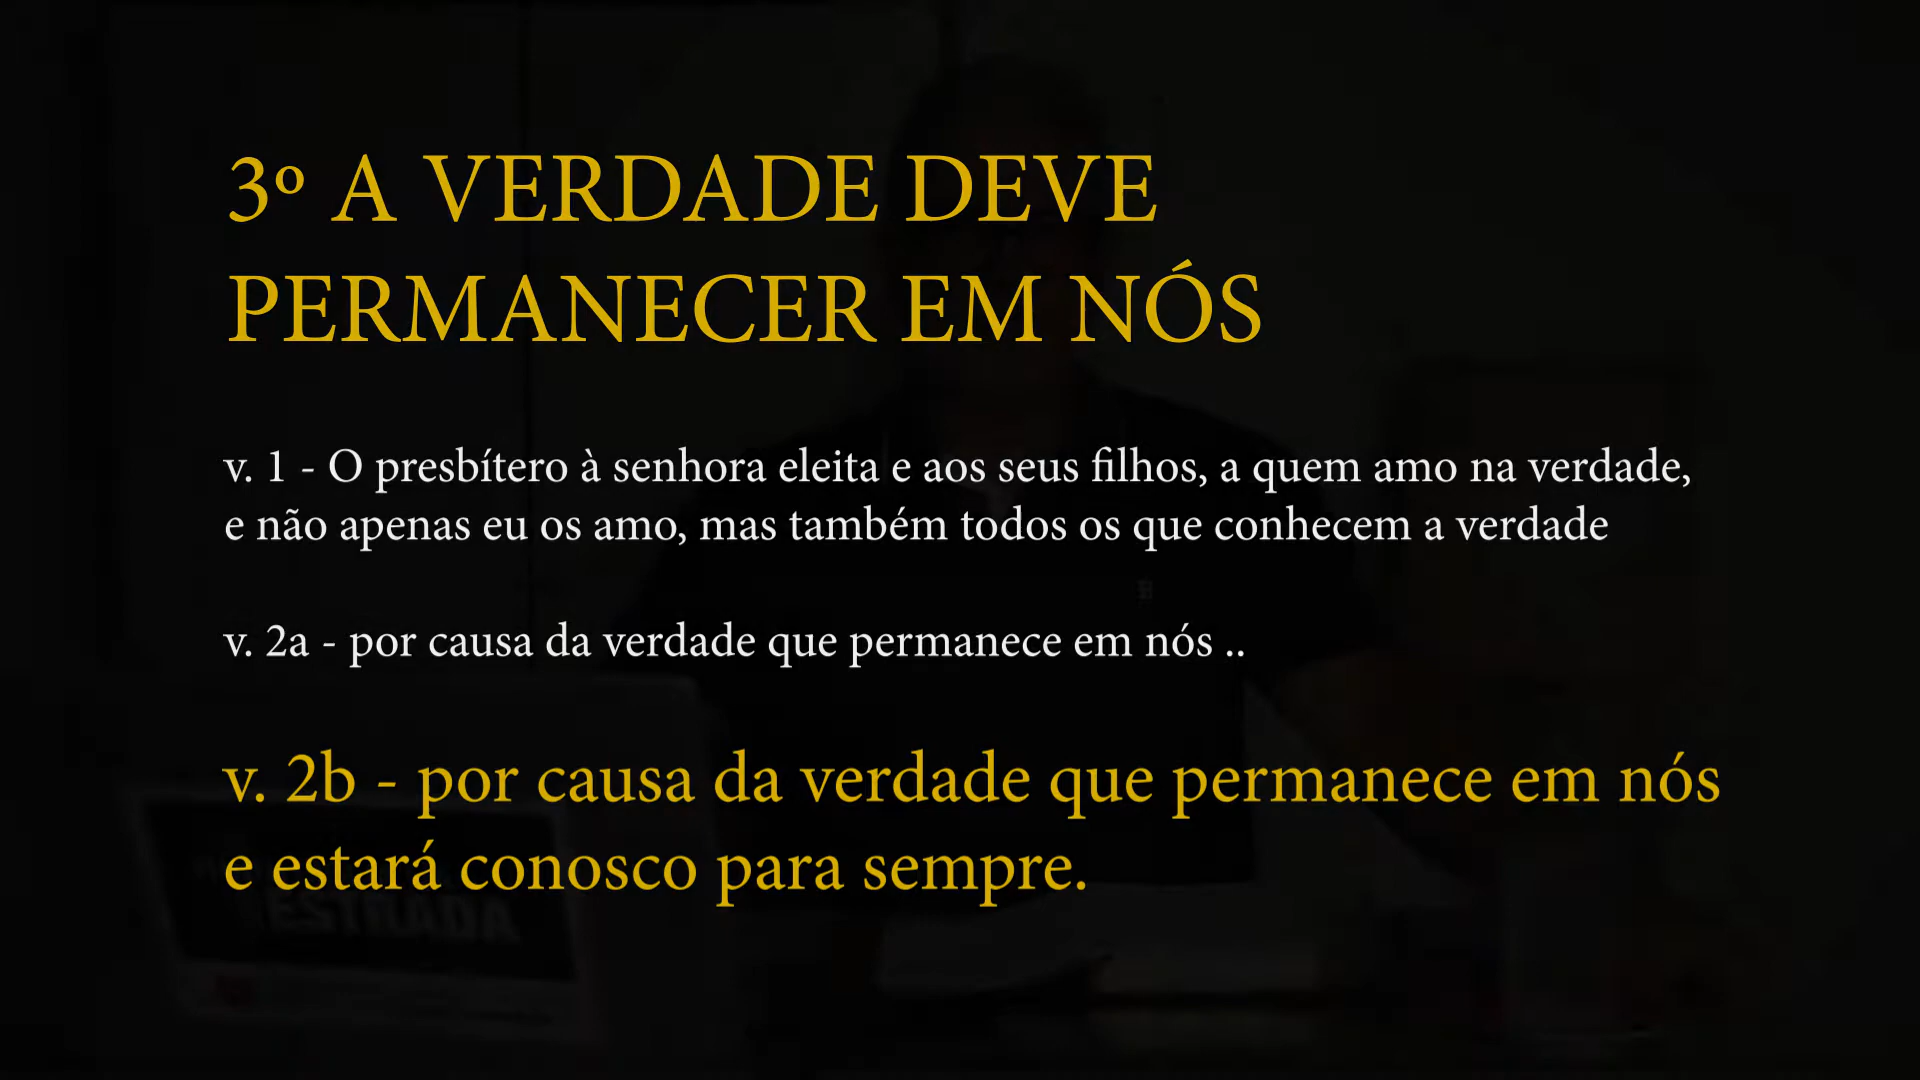 3º A VERDADE DEVE
PERMANECER EM NÓS
v. 1 - O presbítero à senhora eleita e aos seus filhos, a quem amo na verdade,
e não apenas eu os amo, mas também todos os que conhecem a verdade
v. 2a - por causa da verdade que permanece em nós ..
v. 2b - por causa da verdade que permanece em nós
e estará conosco para sempre.